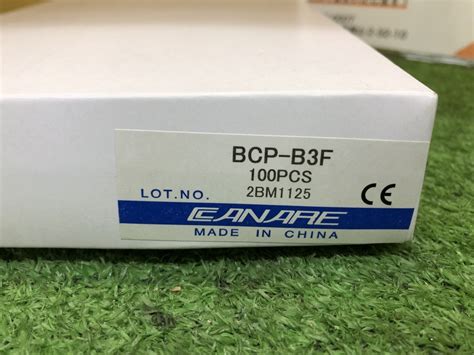 BCP-B3F
100PCS
LOT.NO. 2BM1125
CE
CANARE
MADE IN CHINA